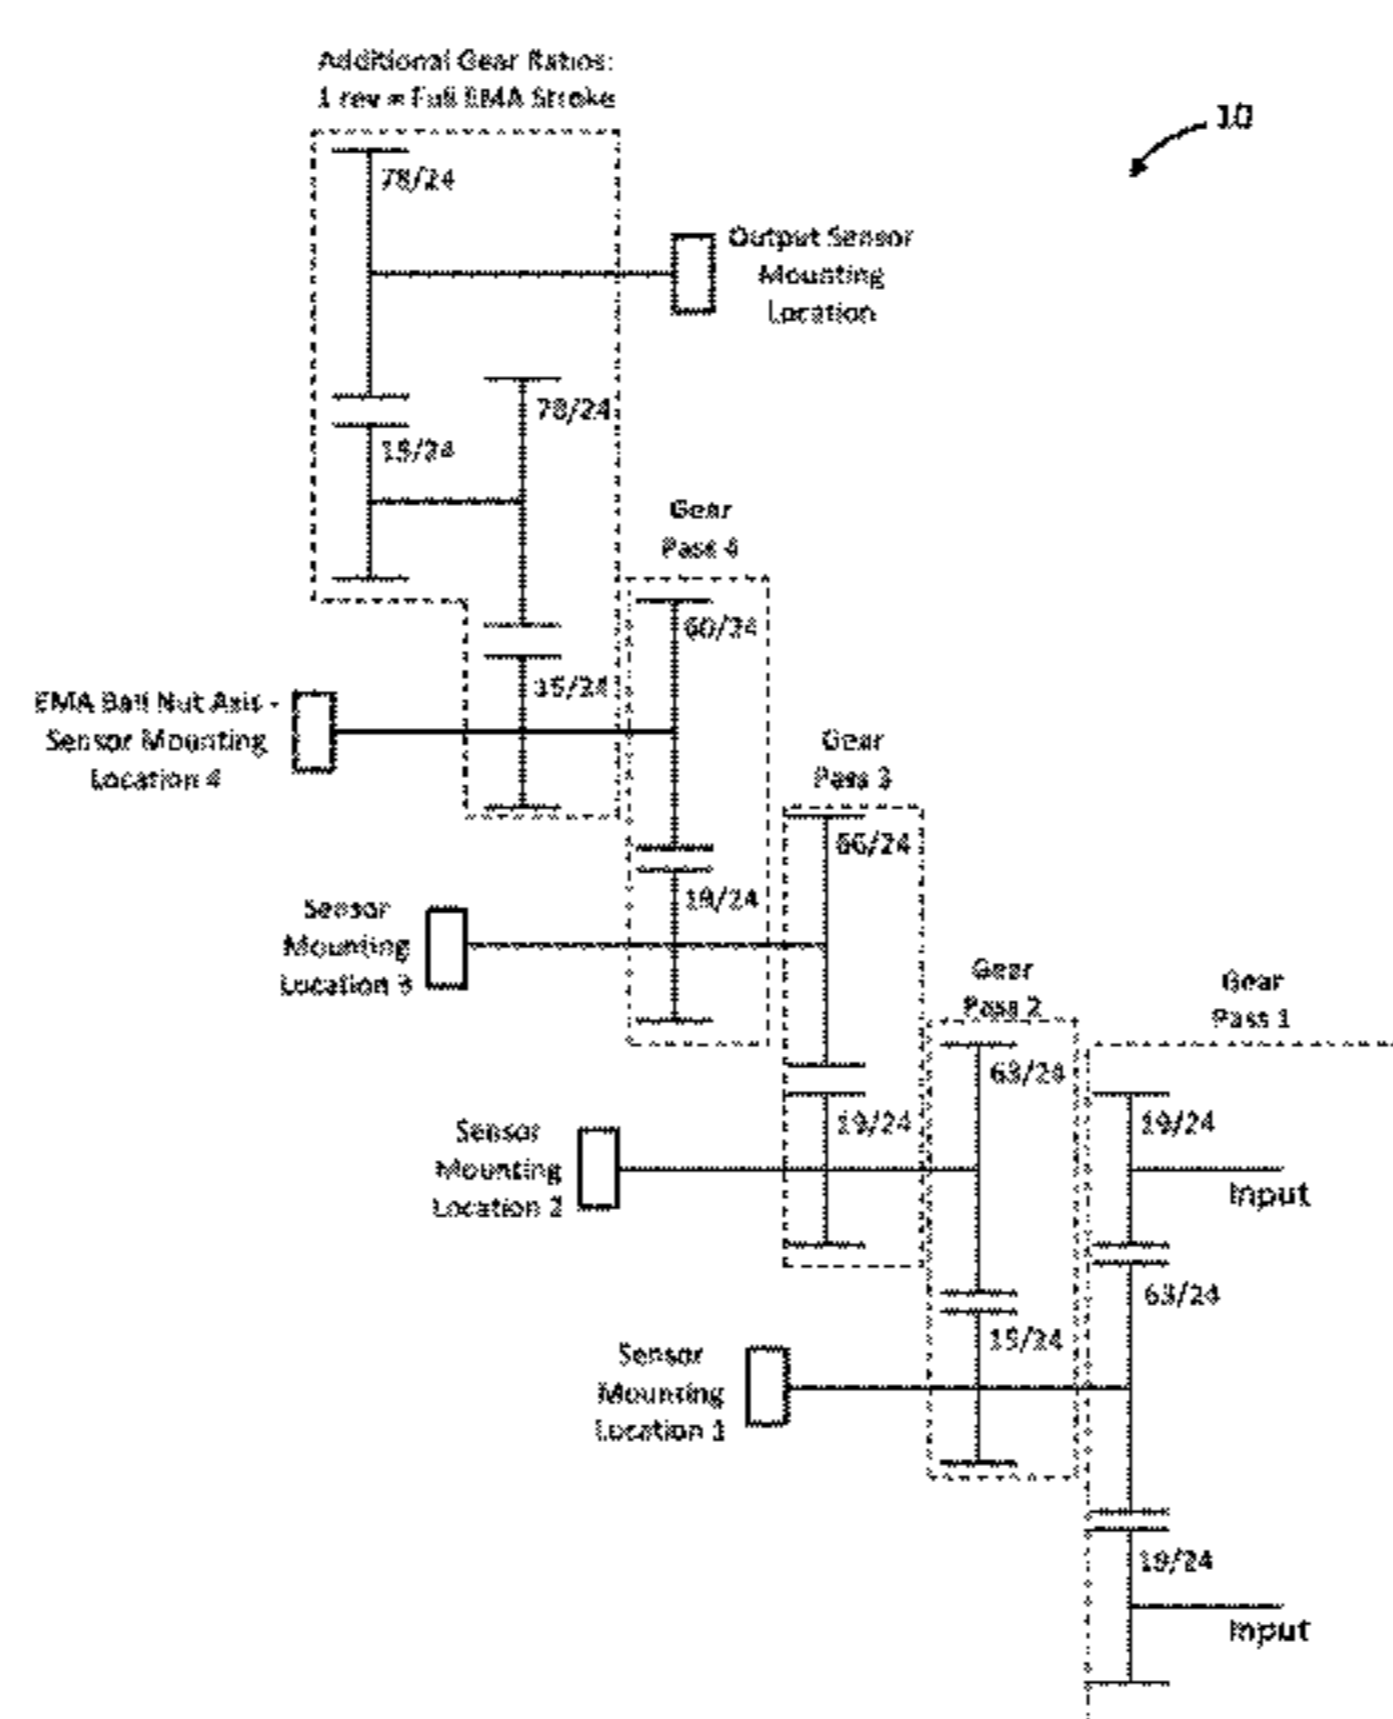 Additional Gear Ratios:
1 rev = Full EMA Stroke
10
78/24
Output Sensor
Mounting
Location
78/24
15/24
Gear
Pass 4
60/24
15/24
EMA Ball Nut Axis -
Sensor Mounting
Location 4
Gear
Pass 3
66/24
19/24
Sensor
Mounting
Location 3
Gear
Pass 2
Gear
Pass 1
63/24
19/24
19/24
Sensor
Mounting
Location 2
Input
63/24
15/24
Sensor
Mounting
Location 1
19/24
Input